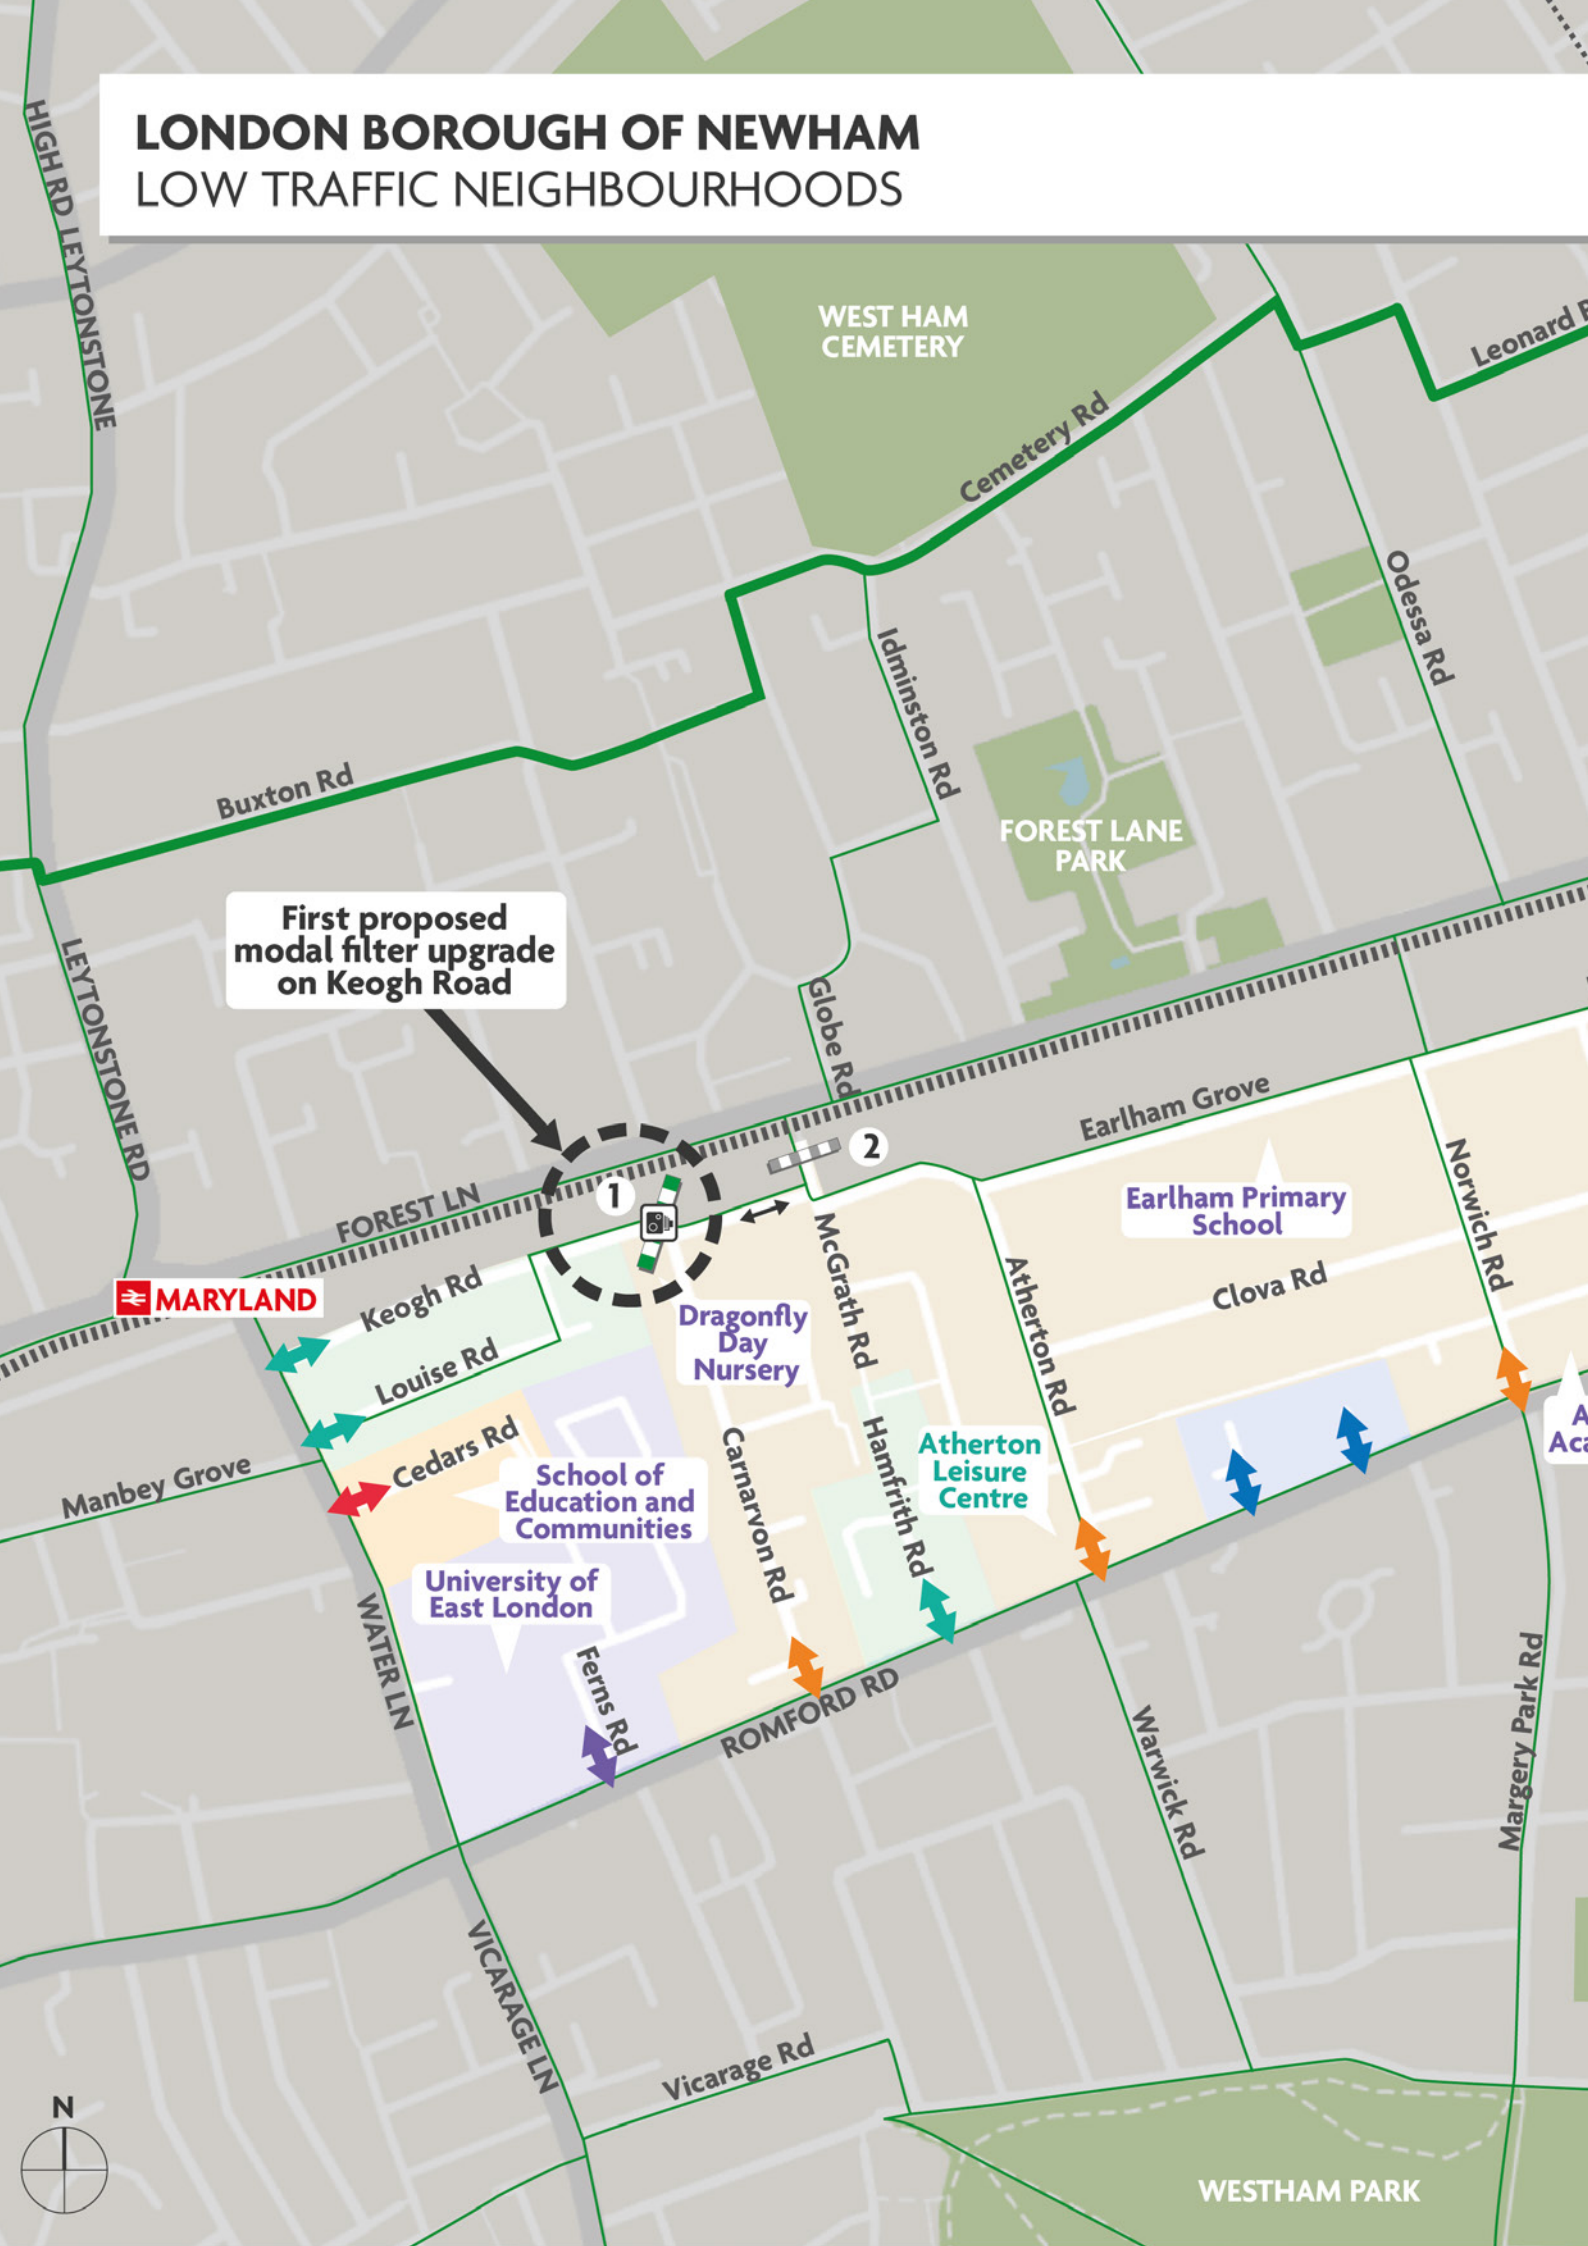 LONDON BOROUGH OF NEWHAM
LOW TRAFFIC NEIGHBOURHOODS
HIGH RD LEYTONSTONE
WEST HAM
CEMETERY
Leonard
Cemetery Rd
Odessa Rd
Idminston Rd
Buxton Rd
FOREST LANE
PARK
First proposed
modal filter upgrade
on Keogh Road
LEYTONSTONE RD
Globe Rd
Earlham Grove
2
1
FOREST LN
Norwich Rd
Earlham Primary
School
McGrath Rd
Atherton Rd
Clova Rd
MARYLAND
Keogh Rd
Dragonfly
Day
Nursery
Louise Rd
Cedars Rd
Manbey Grove
School of
Education and
Communities
Carnarvon Rd
Hamfrith Rd
Atherton
Leisure
Centre
A
Aca
University of
East London
WATER LN
Ferns Rd
ROMFORD RD
Warwick Rd
Margery Park Rd
VICARAGE LN
Vicarage Rd
N
WESTHAM PARK